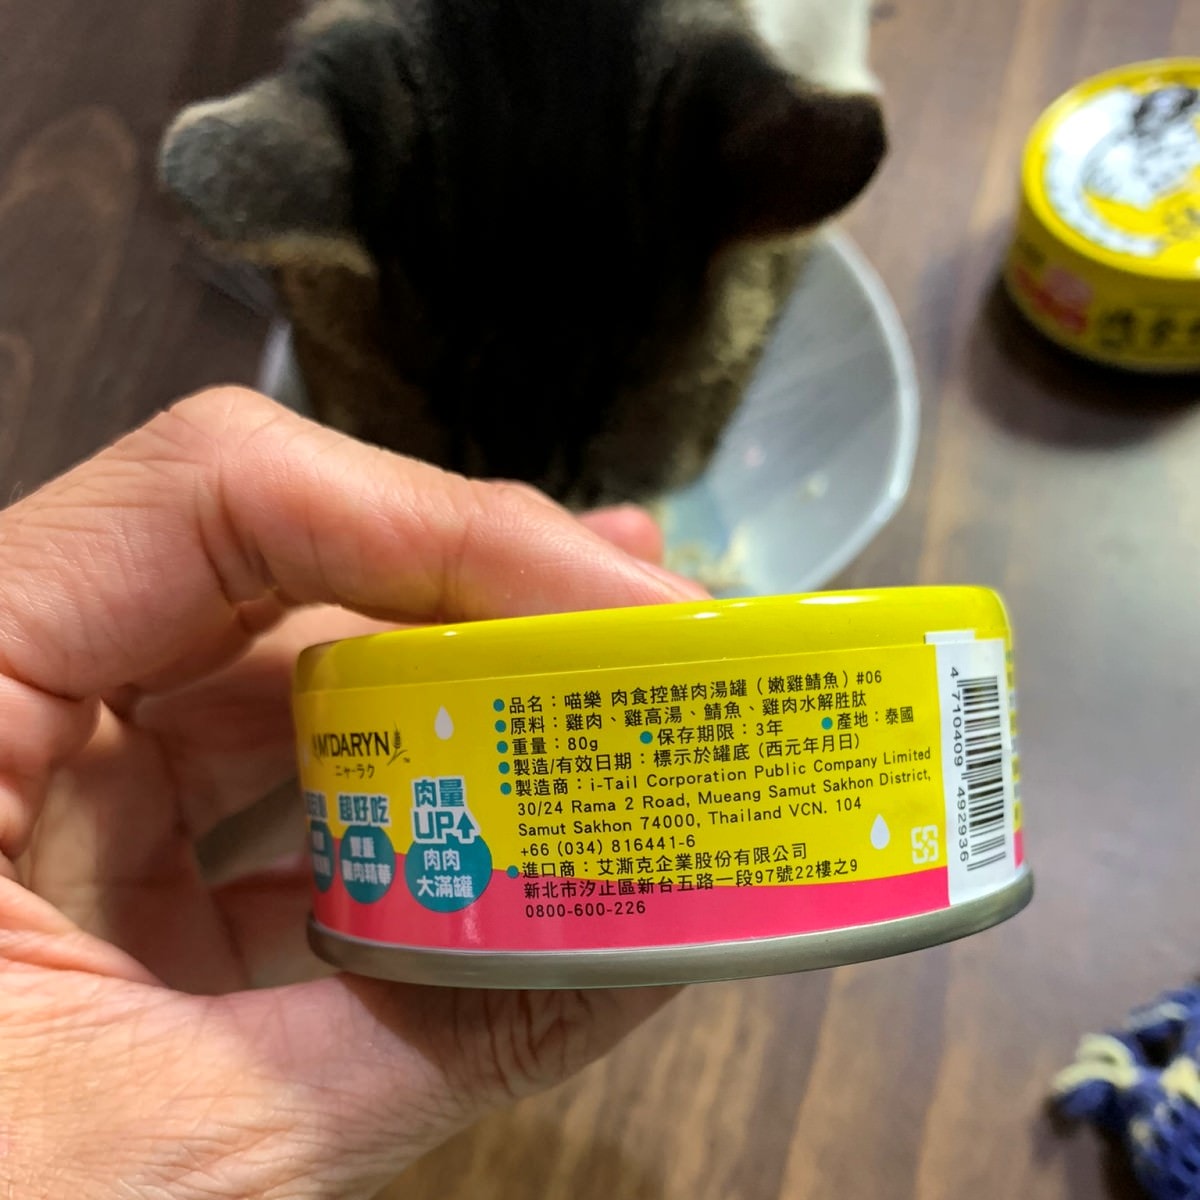 M'DARYN
ニャーラク
超好吃
雙重
雞肉精華
肉量
UP
肉肉
大滿罐
品名：喵樂 肉食控鮮肉湯罐（嫩雞鯖魚）#06
原料：雞肉、雞高湯、鯖魚、雞肉水解胜肽
重量：80g 保存期限：3年 產地：泰國
製造/有效日期：標示於罐底 (西元年月日)
製造商：i-Tail Corporation Public Company Limited
30/24 Rama 2 Road, Mueang Samut Sakhon District,
Samut Sakhon 74000, Thailand VCN. 104
+66 (034) 816441-6
進口商：艾澌克企業股份有限公司
新北市汐止區新台五路一段97號22樓之9
0800-600-226
4 710409 492936